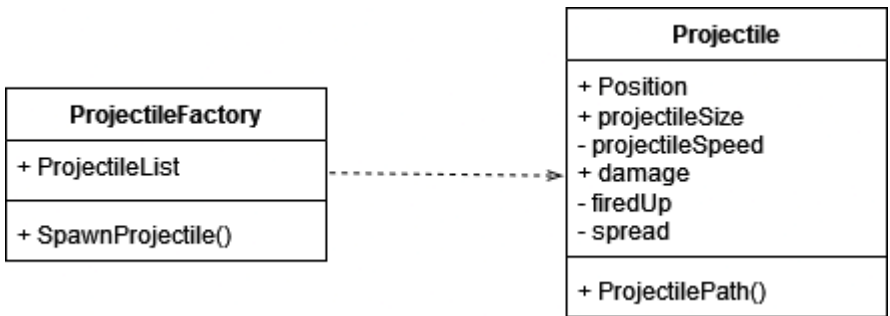 ProjectileFactory
+ ProjectileList
+ SpawnProjectile()
Projectile
+ Position
+ projectileSize
- projectileSpeed
+ damage
- firedUp
- spread
+ ProjectilePath()